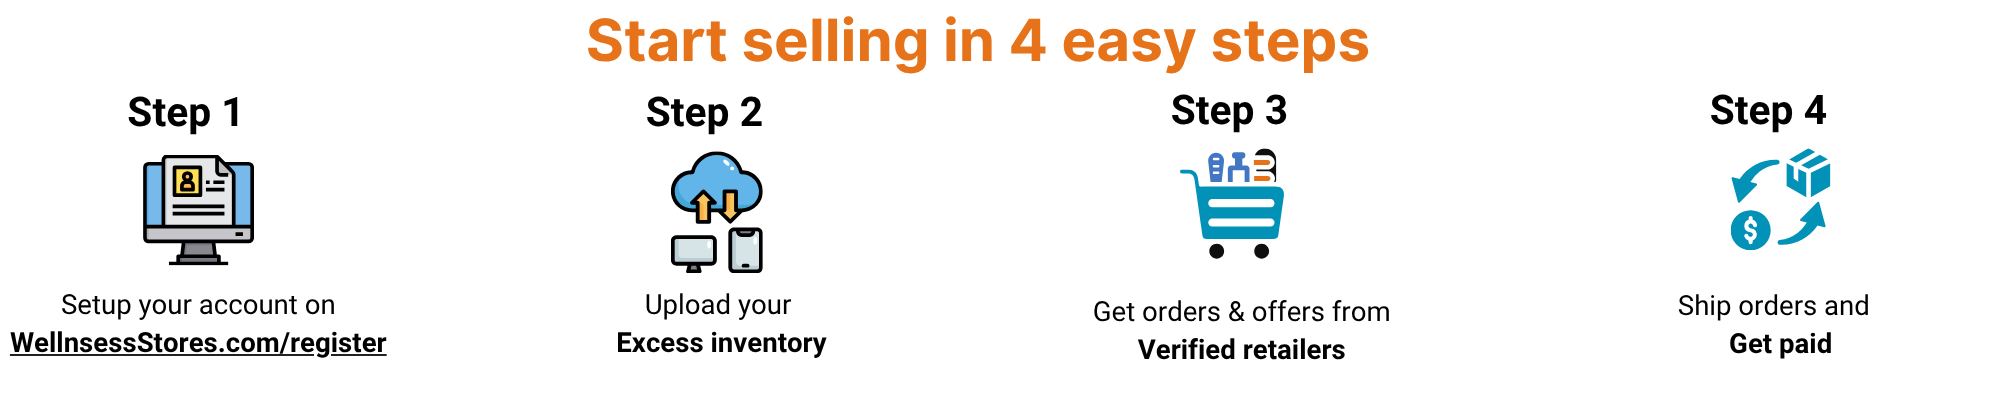 Start selling in 4 easy steps
Step 1
Step 2
Step 3
Step 4
Setup your account on
WellnsessStores.com/register
Upload your
Excess inventory
Get orders & offers from
Verified retailers
Ship orders and
Get paid